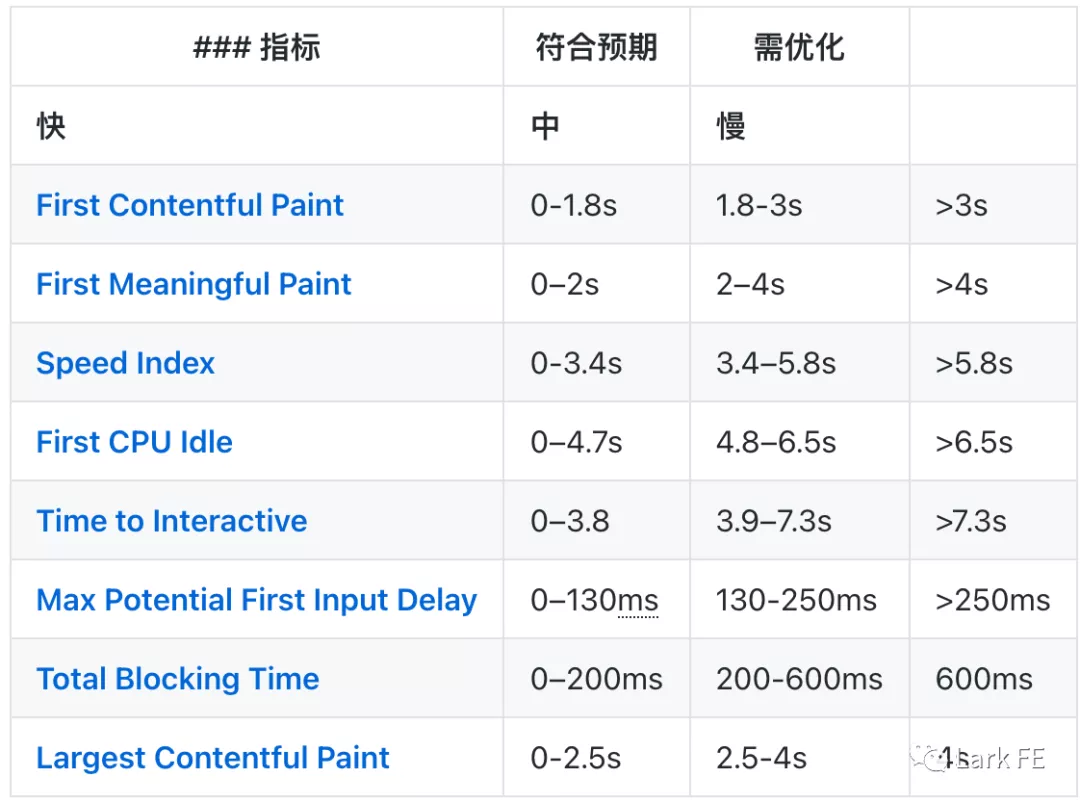 ### 指标 符合预期 需优化
快 中 慢
First Contentful Paint 0-1.8s 1.8-3s >3s
First Meaningful Paint 0–2s 2–4s >4s
Speed Index 0-3.4s 3.4–5.8s >5.8s
First CPU Idle 0–4.7s 4.8–6.5s >6.5s
Time to Interactive 0–3.8 3.9–7.3s >7.3s
Max Potential First Input Delay 0–130ms 130-250ms >250ms
Total Blocking Time 0–200ms 200-600ms 600ms
Largest Contentful Paint 0-2.5s 2.5-4s 4s
Lark FE